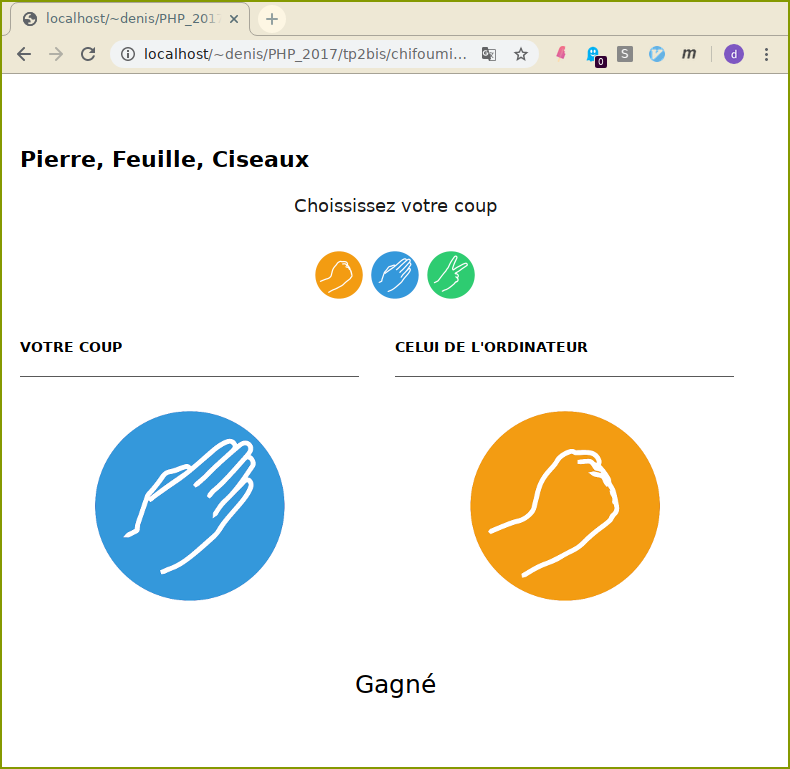 localhost/~denis/PHP_2017
localhost/~denis/PHP_2017/tp2bis/chifoumi...
0
S
m
d
Pierre, Feuille, Ciseaux
Choississez votre coup
VOTRE COUP
CELUI DE L'ORDINATEUR
Gagné